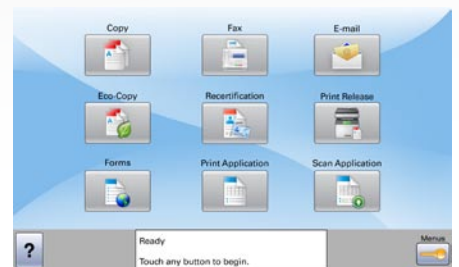 Copy
Fax
E-mail
Eco-Copy
Recertification
Print Release
Forms
Print Application
Scan Application
?
Ready
Touch any button to begin.
Menus